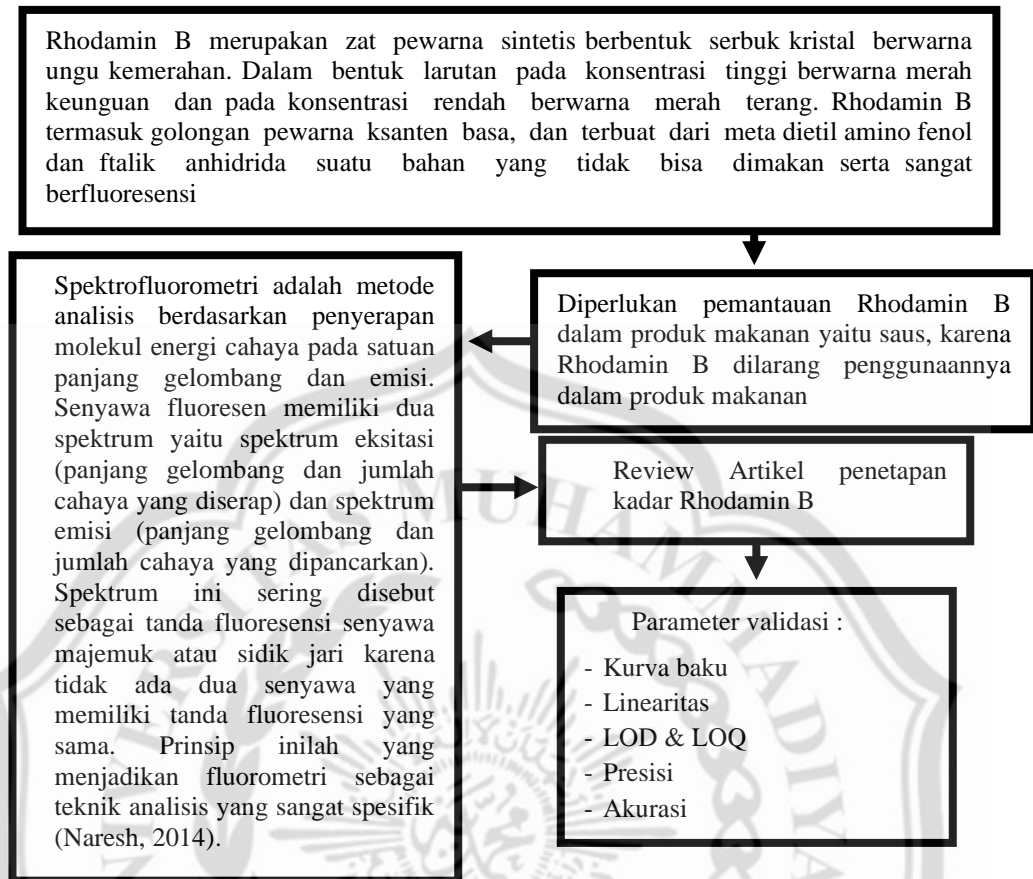 Rhodamin B merupakan zat pewarna sintetis berbentuk serbuk kristal berwarna
ungu kemerahan. Dalam bentuk larutan pada konsentrasi tinggi berwarna merah
keunguan dan pada konsentrasi rendah berwarna merah terang. Rhodamin B
termasuk golongan pewarna ksanten basa, dan terbuat dari meta dietil amino fenol
dan ftalik anhidrida suatu bahan yang tidak bisa dimakan serta sangat
berfluoresensi
Diperlukan pemantauan Rhodamin B
dalam produk makanan yaitu saus, karena
Rhodamin B dilarang penggunaannya
dalam produk makanan
Spektrofluorometri adalah metode
analisis berdasarkan penyerapan
molekul energi cahaya pada satuan
panjang gelombang dan emisi.
Senyawa fluoresen memiliki dua
spektrum yaitu spektrum eksitasi
(panjang gelombang dan jumlah
cahaya yang diserap) dan spektrum
emisi (panjang gelombang dan
jumlah cahaya yang dipancarkan).
Spektrum ini sering disebut
sebagai tanda fluoresensi senyawa
majemuk atau sidik jari karena
tidak ada dua senyawa yang
memiliki tanda fluoresensi yang
sama. Prinsip inilah yang
menjadikan fluorometri sebagai
teknik analisis yang sangat spesifik
(Naresh, 2014).
Review Artikel penetapan
kadar Rhodamin B
Parameter validasi :
- Kurva baku
- Linearitas
- LOD & LOQ
- Presisi
- Akurasi